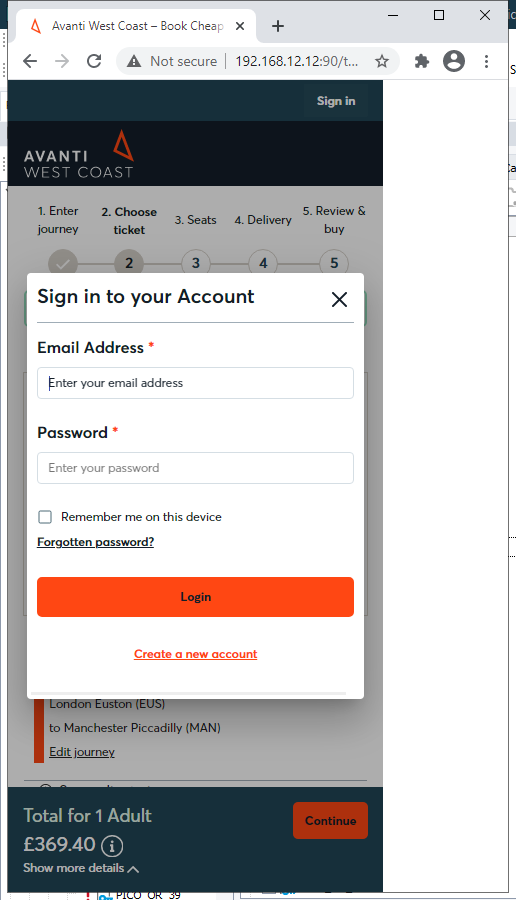 Avanti West Coast – Book Cheap
Not secure | 192.168.12.12:90/t...
Sign in
AVANTI
WEST COAST
1. Enter journey
2. Choose ticket
3. Seats
4. Delivery
5. Review & buy
2
3
4
5
Sign in to your Account
Email Address *
Enter your email address
Password *
Enter your password
Remember me on this device
Forgotten password?
Login
Create a new account
London Euston (EUS)
to Manchester Piccadilly (MAN)
Edit journey
Total for 1 Adult
£369.40
Continue
Show more details
PICO_OR_39